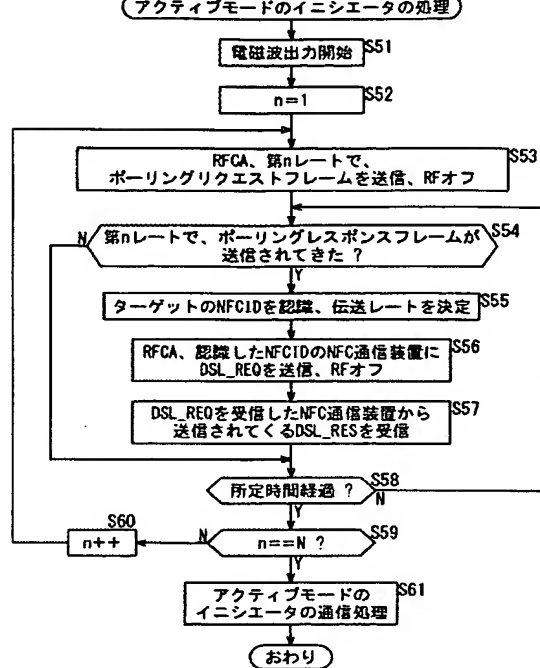 アクティブモードのイニシエータの処理
電磁波出力開始
S51
n=1
S52
RFCA、第nレートで、
ポーリングリクエストフレームを送信、RFオフ
S53
第nレートで、ポーリングレスポンスフレームが
送信されてきた ?
S54
N
Y
ターゲットのNFCIDを認識、伝送レートを決定
S55
RFCA、認識したNFCIDのNFC通信装置に
DSL_REQを送信、RFオフ
S56
DSL_REQを受信したNFC通信装置から
送信されてくるDSL_RESを受信
S57
所定時間経過 ?
S58
N
Y
n==N ?
S59
N
Y
n++
S60
アクティブモードの
イニシエータの通信処理
S61
おわり